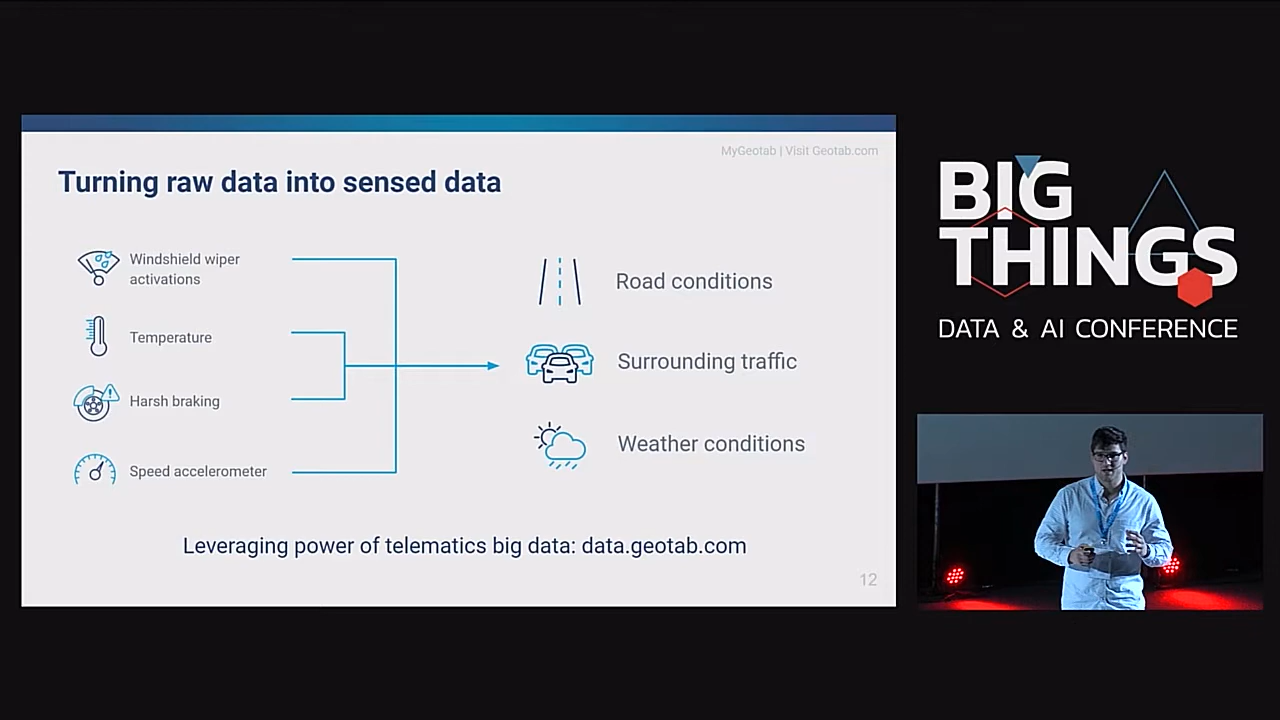 MyGeotab | Visit Geotab.com
Turning raw data into sensed data
Windshield wiper
activations
Temperature
Harsh braking
Speed accelerometer
Road conditions
Surrounding traffic
Weather conditions
Leveraging power of telematics big data: data.geotab.com
12
BIG
THINGS
DATA & AI CONFERENCE